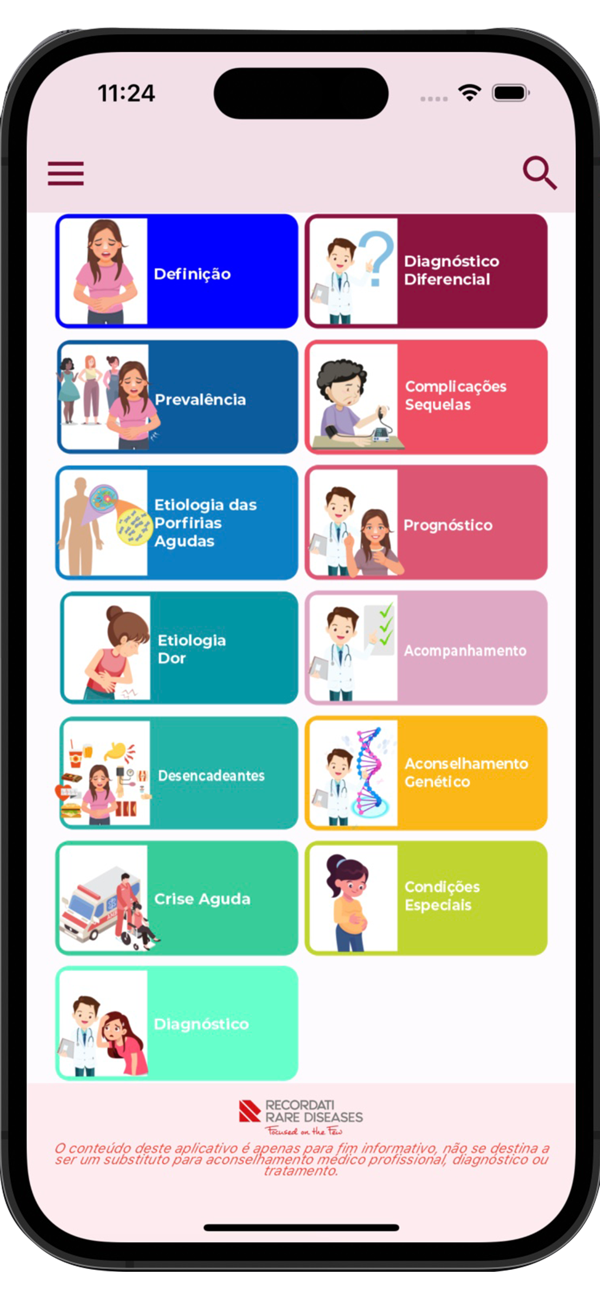 11:24
Definição
Diagnóstico
Diferencial
Prevalência
Complicações
Sequelas
Etiologia das
Porfirias
Agudas
Prognóstico
Etiologia
Dor
Acompanhamento
Desencadeantes
Aconselhamento
Genético
Crise Aguda
Condições
Especiais
Diagnóstico
RECORDATI
RARE DISEASES
Focused on the Few
O conteúdo deste aplicativo é apenas para fim informativo, não se destina a
ser um substituto para aconselhamento médico profissional, diagnóstico ou
tratamento.